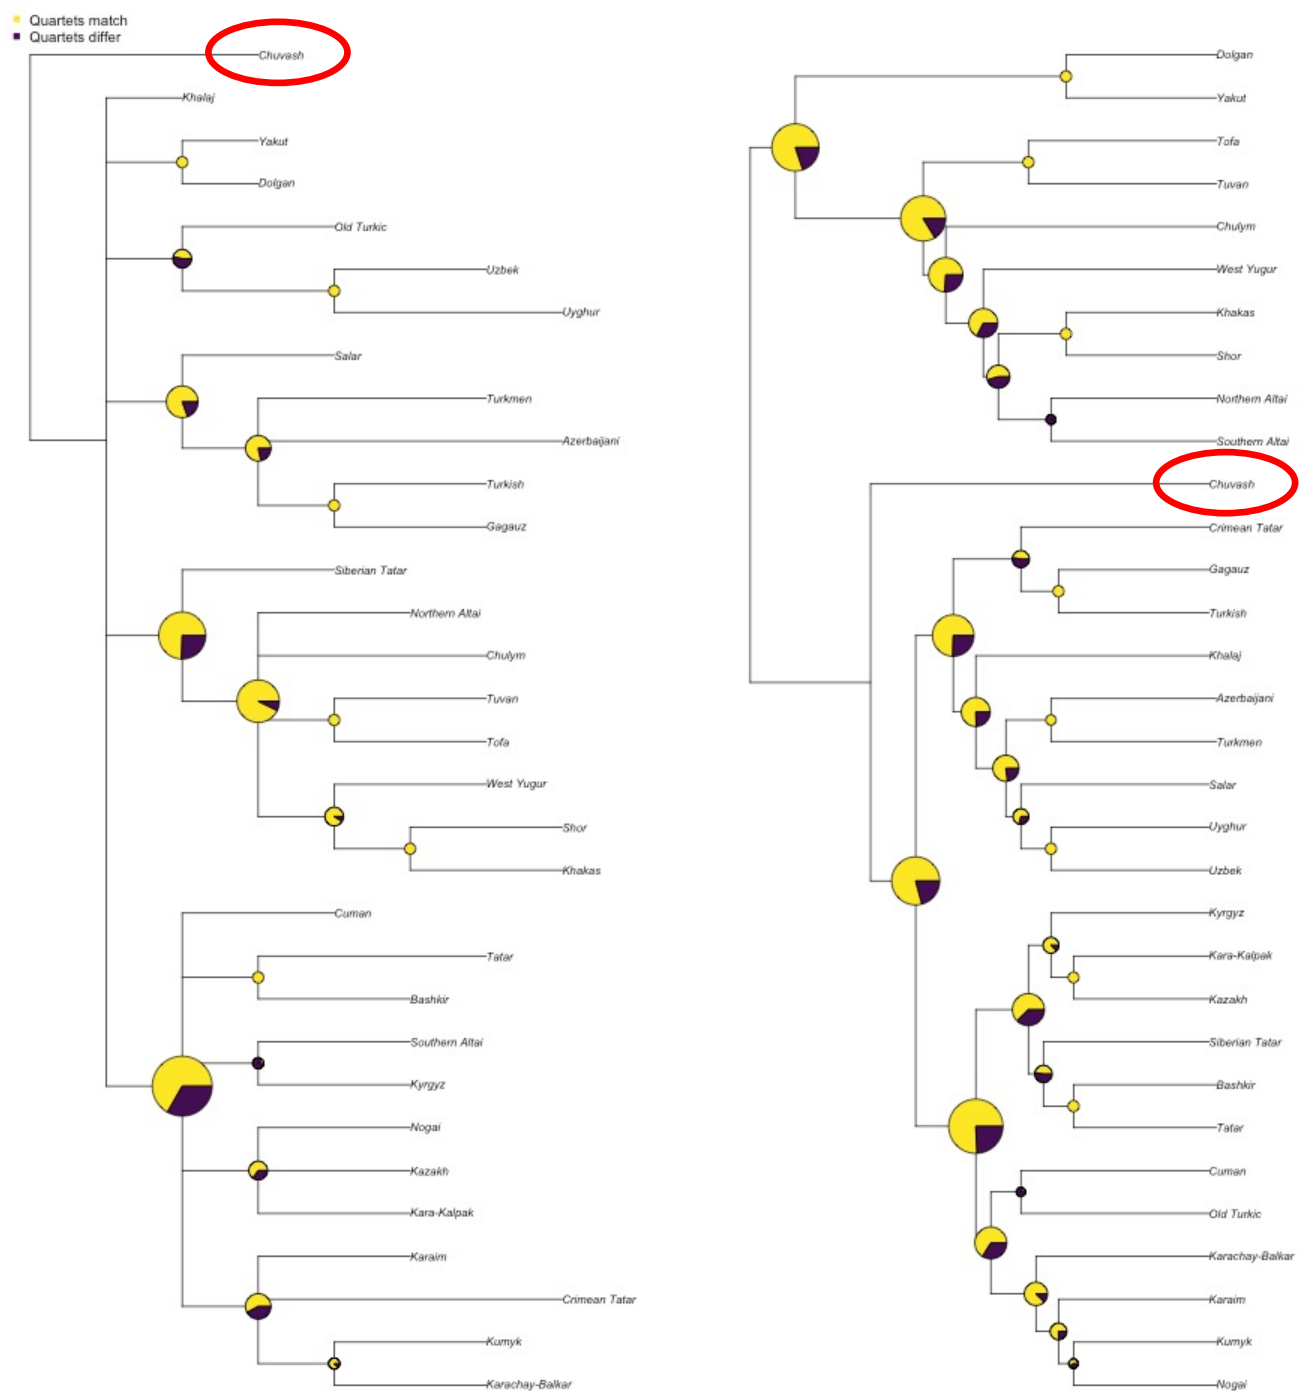 Quartets match
Quartets differ
Chuvash
Khalaj
Yakut
Dolgan
Old Turkic
Uzbek
Uyghur
Salar
Turkmen
Azerbaijani
Turkish
Gagauz
Siberian Tatar
Northern Altai
Chulym
Tuvan
Tofa
West Yugur
Shor
Khakas
Cuman
Tatar
Bashkir
Southern Altai
Kyrgyz
Nogai
Kazakh
Kara-Kalpak
Karaim
Crimean Tatar
Kumyk
Karachay-Balkar
Dolgan
Yakut
Tofa
Tuvan
Chulym
West Yugur
Khakas
Shor
Northern Altai
Southern Altai
Chuvash
Crimean Tatar
Gagauz
Turkish
Khalaj
Azerbaijani
Turkmen
Salar
Uyghur
Uzbek
Kyrgyz
Kara-Kalpak
Kazakh
Siberian Tatar
Bashkir
Tatar
Cuman
Old Turkic
Karachay-Balkar
Karaim
Kumyk
Nogai